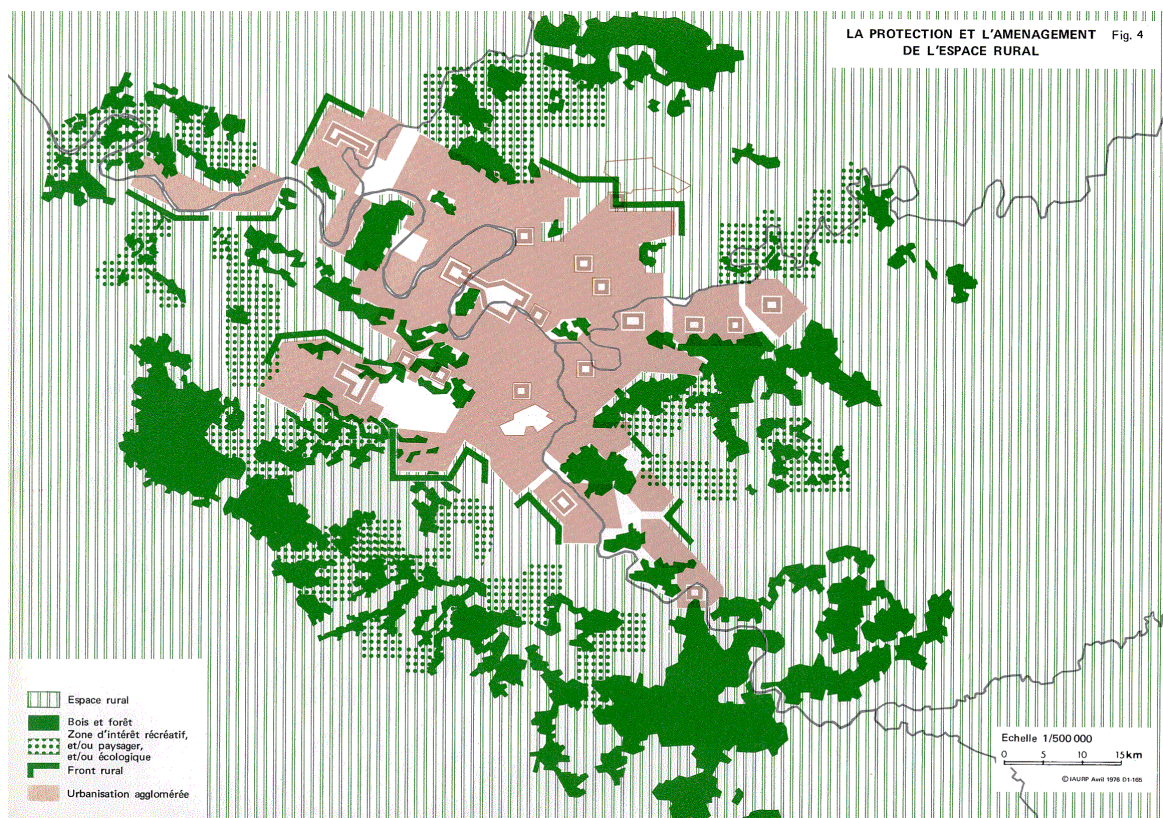 LA PROTECTION ET L'AMENAGEMENT Fig. 4
DE L'ESPACE RURAL
Espace rural
Bois et forêt
Zone d'intérêt récréatif,
et/ou paysager,
et/ou écologique
Front rural
Urbanisation agglomérée
Echelle 1/500 000
0 5 10 15 km
© IAURP Avril 1976 D1-165